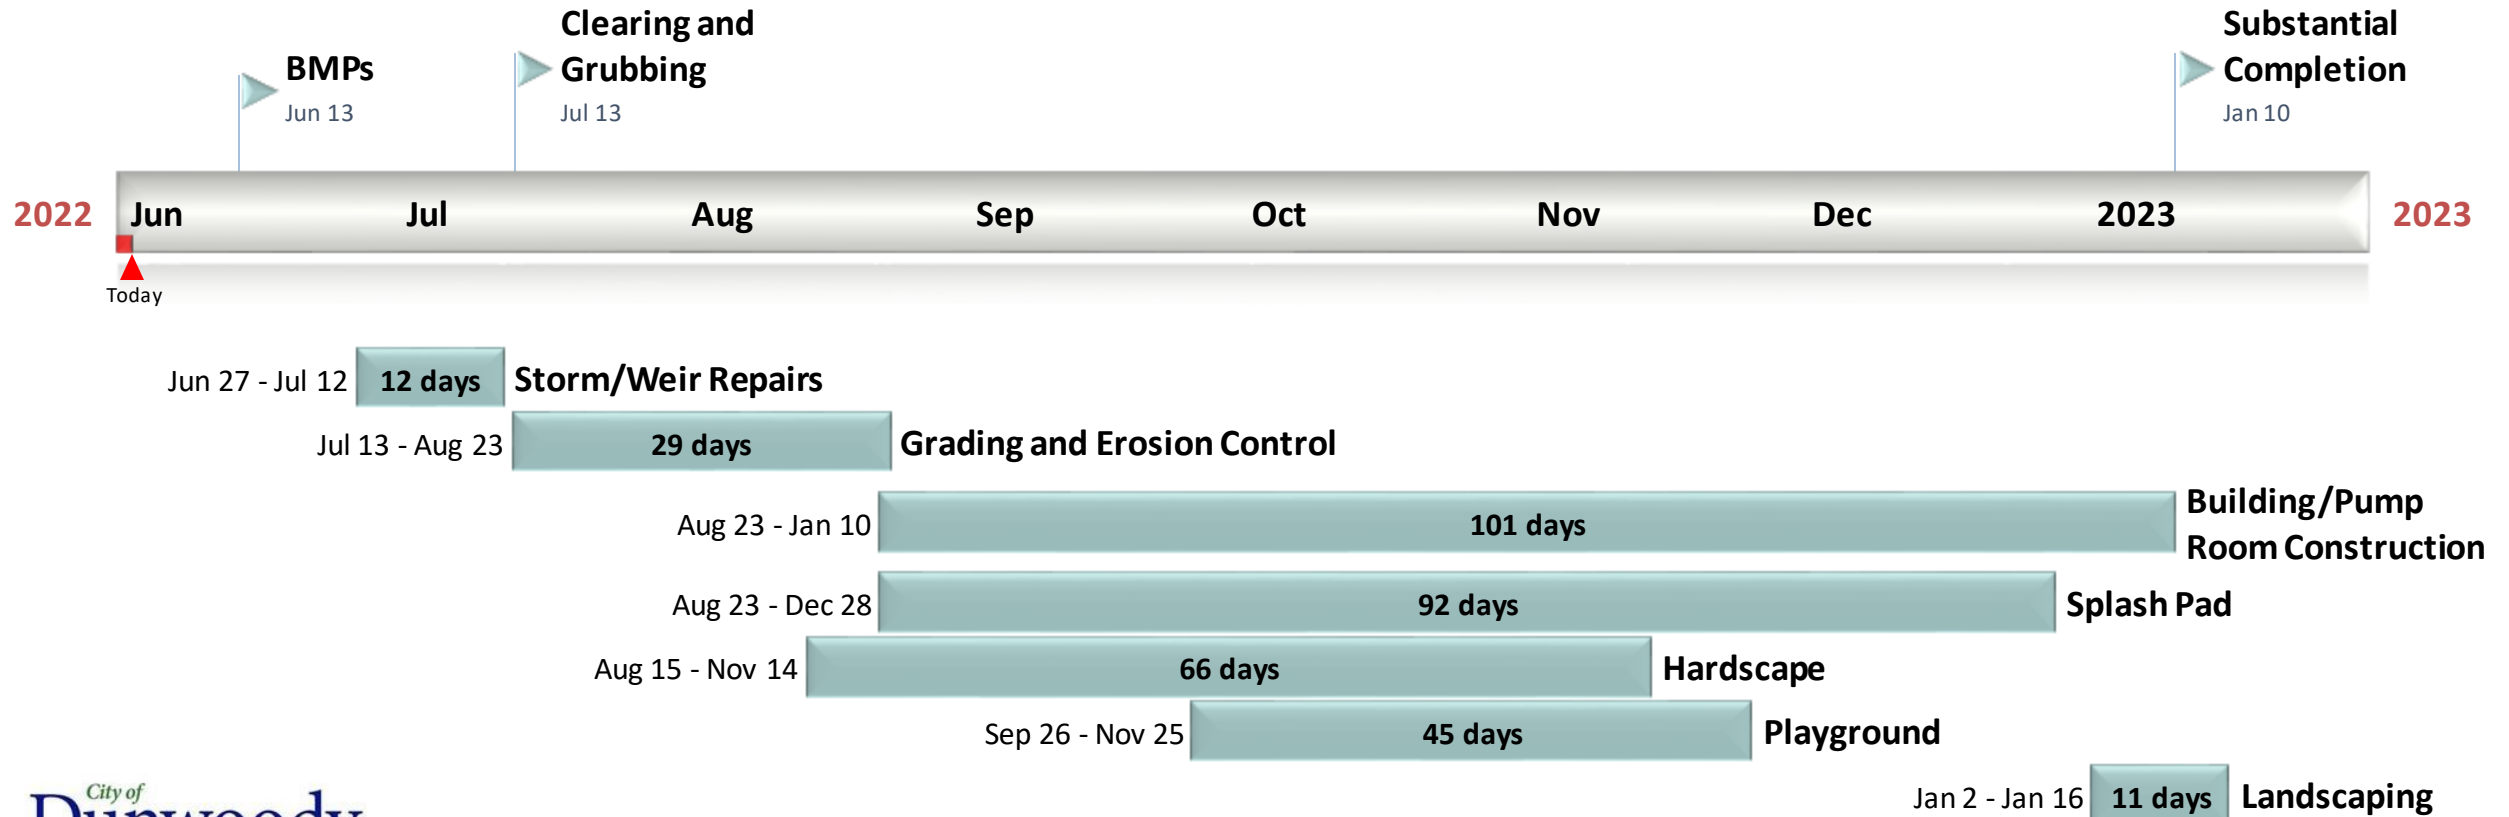 Clearing and
Grubbing
Jul 13
BMPs
Jun 13
Substantial
Completion
Jan 10
2022 Jun Jul Aug Sep Oct Nov Dec 2023 2023
Today
Jun 27 - Jul 12 12 days Storm/Weir Repairs
Jul 13 - Aug 23 29 days Grading and Erosion Control
Aug 23 - Jan 10 101 days Building/Pump
Room Construction
Aug 23 - Dec 28 92 days Splash Pad
Aug 15 - Nov 14 66 days Hardscape
Sep 26 - Nov 25 45 days Playground
Jan 2 - Jan 16 11 days Landscaping
City of
Dunwoody